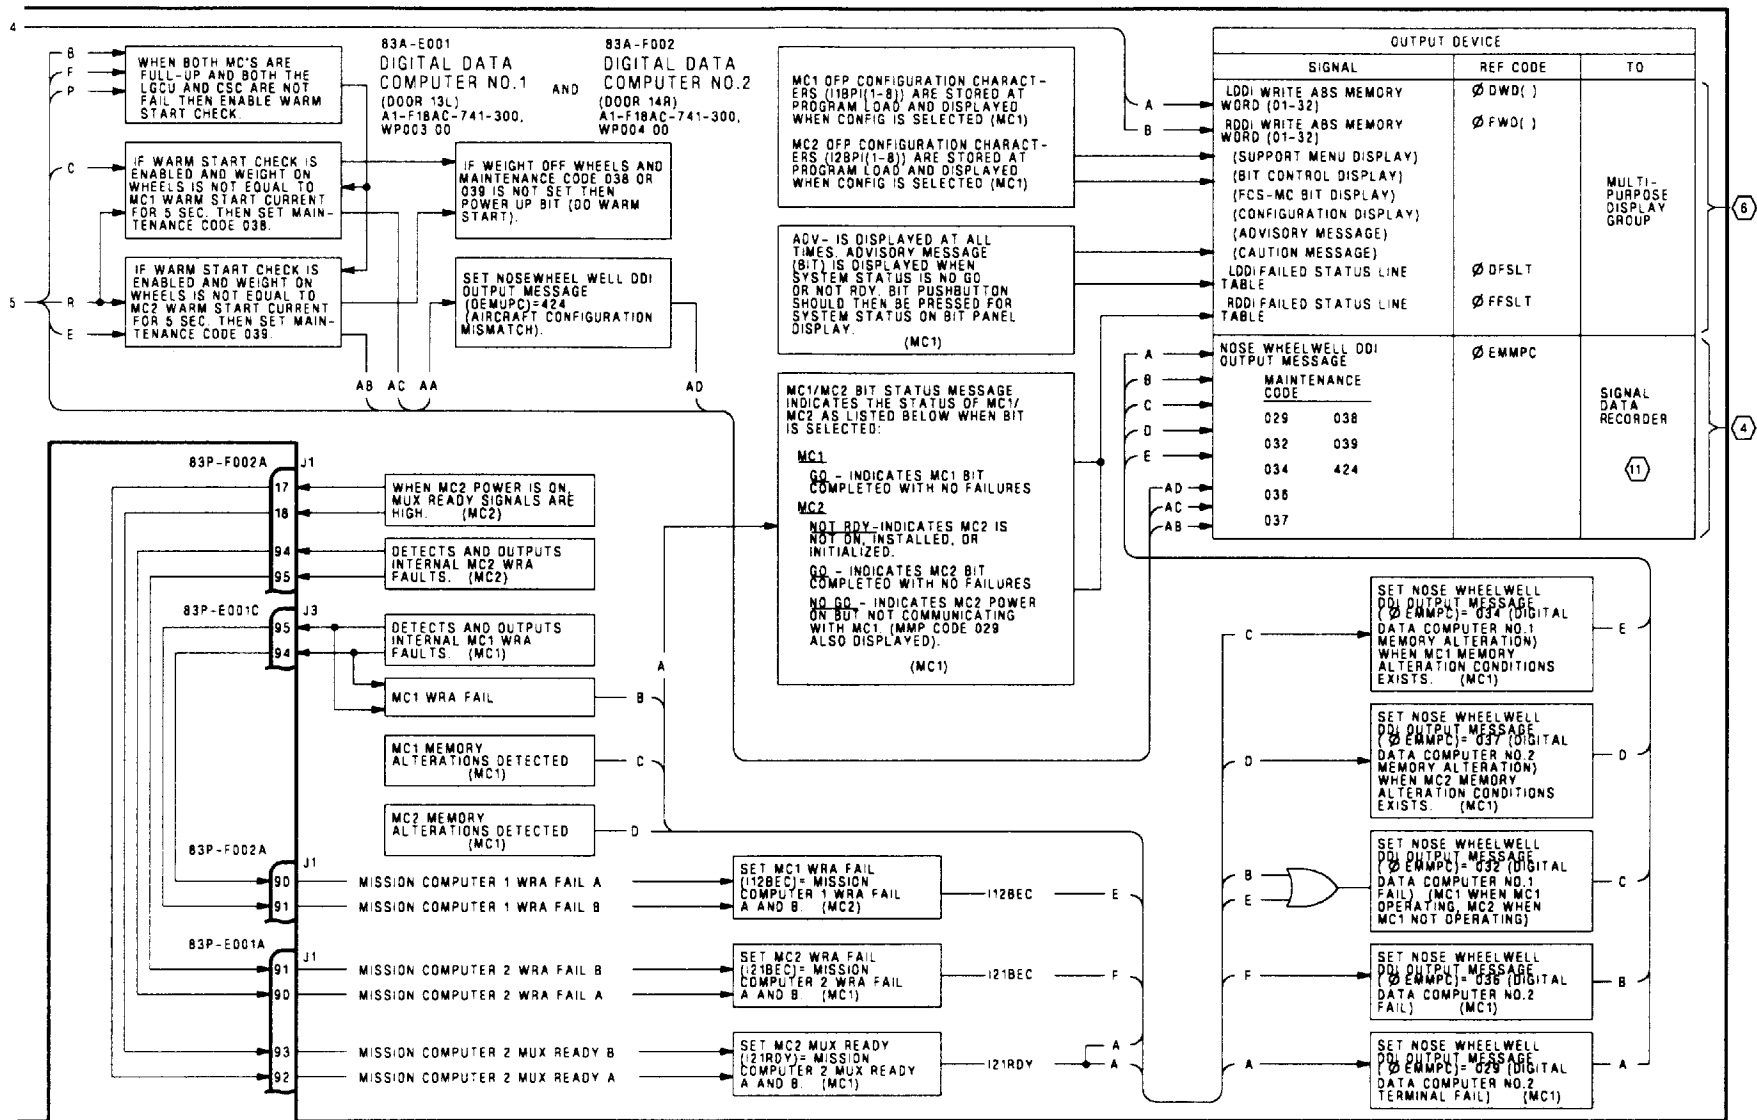 4
B
F
P
WHEN BOTH MC'S ARE
FULL-UP AND BOTH THE
LGCU AND CSC ARE NOT
FAIL THEN ENABLE WARM
START CHECK.
83A-E001
DIGITAL DATA
COMPUTER NO.1
(DOOR 13L)
A1-F18AC-741-300,
WP003 00
AND
83A-F002
DIGITAL DATA
COMPUTER NO.2
(DOOR 14R)
A1-F18AC-741-300,
WP004 00
C
IF WARM START CHECK IS
ENABLED AND WEIGHT ON
WHEELS IS NOT EQUAL TO
MC1 WARM START CURRENT
FOR 5 SEC. THEN SET MAIN-
TENANCE CODE 038.
IF WEIGHT OFF WHEELS AND
MAINTENANCE CODE 038 OR
039 IS NOT SET THEN
POWER UP BIT (DO WARM
START).
5
R
E
IF WARM START CHECK IS
ENABLED AND WEIGHT ON
WHEELS IS NOT EQUAL TO
MC2 WARM START CURRENT
FOR 5 SEC. THEN SET MAIN-
TENANCE CODE 039.
SET NOSEWHEEL WELL DDI
OUTPUT MESSAGE
(OEMUPC)=424
(AIRCRAFT CONFIGURATION
MISMATCH).
AB AC AA AD
MC1 OFP CONFIGURATION CHARACT-
ERS (I1BPI(1-8)) ARE STORED AT
PROGRAM LOAD AND DISPLAYED
WHEN CONFIG IS SELECTED (MC1)
MC2 OFP CONFIGURATION CHARACT-
ERS (I2BPI(1-8)) ARE STORED AT
PROGRAM LOAD AND DISPLAYED
WHEN CONFIG IS SELECTED (MC1)
ADV- IS DISPLAYED AT ALL
TIMES. ADVISORY MESSAGE
(BIT) IS DISPLAYED WHEN
SYSTEM STATUS IS NO GO
OR NOT RDY. BIT PUSHBUTTON
SHOULD THEN BE PRESSED FOR
SYSTEM STATUS ON BIT PANEL
DISPLAY.
(MC1)
MC1/MC2 BIT STATUS MESSAGE
INDICATES THE STATUS OF MC1/
MC2 AS LISTED BELOW WHEN BIT
IS SELECTED:
MC1
GO - INDICATES MC1 BIT
COMPLETED WITH NO FAILURES
MC2
NOT RDY-INDICATES MC2 IS
NOT ON, INSTALLED, OR
INITIALIZED.
GO - INDICATES MC2 BIT
COMPLETED WITH NO FAILURES
NO GO - INDICATES MC2 POWER
ON BUT NOT COMMUNICATING
WITH MC1. (MMP CODE 029
ALSO DISPLAYED).
(MC1)
OUTPUT DEVICE
SIGNAL REF CODE TO
A
LDDI WRITE ABS MEMORY
WORD (01-32)
Ø DWD( )
B
RDDI WRITE ABS MEMORY
WORD (01-32)
Ø FWD( )
(SUPPORT MENU DISPLAY)
(BIT CONTROL DISPLAY)
(FCS-MC BIT DISPLAY)
(CONFIGURATION DISPLAY)
(ADVISORY MESSAGE)
(CAUTION MESSAGE)
LDDI FAILED STATUS LINE
TABLE
Ø DFSLT
RDDI FAILED STATUS LINE
TABLE
Ø FFSLT
MULTI-
PURPOSE
DISPLAY
GROUP
6
A
B
C
D
E
AD
AC
AB
NOSE WHEELWELL DDI
OUTPUT MESSAGE
Ø EMMPC
MAINTENANCE
CODE
029 038
032 039
034 424
036
037
SIGNAL
DATA
RECORDER
11
4
83P-F002A
J1
17
18
94
95
WHEN MC2 POWER IS ON,
MUX READY SIGNALS ARE
HIGH. (MC2)
DETECTS AND OUTPUTS
INTERNAL MC2 WRA
FAULTS. (MC2)
83P-E001C
J3
95
94
DETECTS AND OUTPUTS
INTERNAL MC1 WRA
FAULTS. (MC1)
MC1 WRA FAIL
B
A
MC1 MEMORY
ALTERATIONS DETECTED
(MC1)
C
MC2 MEMORY
ALTERATIONS DETECTED
(MC1)
D
83P-F002A
J1
90
91
MISSION COMPUTER 1 WRA FAIL A
MISSION COMPUTER 1 WRA FAIL B
SET MC1 WRA FAIL
(I12BEC)= MISSION
COMPUTER 1 WRA FAIL
A AND B. (MC2)
I12BEC
E
83P-E001A
J1
91
90
MISSION COMPUTER 2 WRA FAIL B
MISSION COMPUTER 2 WRA FAIL A
SET MC2 WRA FAIL
(I21BEC)= MISSION
COMPUTER 2 WRA FAIL
A AND B. (MC1)
I21BEC
F
93
92
MISSION COMPUTER 2 MUX READY B
MISSION COMPUTER 2 MUX READY A
SET MC2 MUX READY
(I21RDY)= MISSION
COMPUTER 2 MUX READY
A AND B. (MC1)
I21RDY
A
A
C
SET NOSE WHEELWELL
DDI OUTPUT MESSAGE
( Ø EMMPC)= 034 (DIGITAL
DATA COMPUTER NO.1
MEMORY ALTERATION)
WHEN MC1 MEMORY
ALTERATION CONDITIONS
EXISTS. (MC1)
E
D
SET NOSE WHEELWELL
DDI OUTPUT MESSAGE
( Ø EMMPC)= 037 (DIGITAL
DATA COMPUTER NO.2
MEMORY ALTERATION)
WHEN MC2 MEMORY
ALTERATION CONDITIONS
EXISTS. (MC1)
D
B
E
SET NOSE WHEELWELL
DDI OUTPUT MESSAGE
( Ø EMMPC)= 032 (DIGITAL
DATA COMPUTER NO.1
FAIL) (MC1 WHEN MC1
OPERATING, MC2 WHEN
MC1 NOT OPERATING)
C
F
SET NOSE WHEELWELL
DDI OUTPUT MESSAGE
( Ø EMMPC)= 036 (DIGITAL
DATA COMPUTER NO.2
FAIL) (MC1)
B
A
SET NOSE WHEELWELL
DDI OUTPUT MESSAGE
( Ø EMMPC)= 029 (DIGITAL
DATA COMPUTER NO.2
TERMINAL FAIL) (MC1)
A